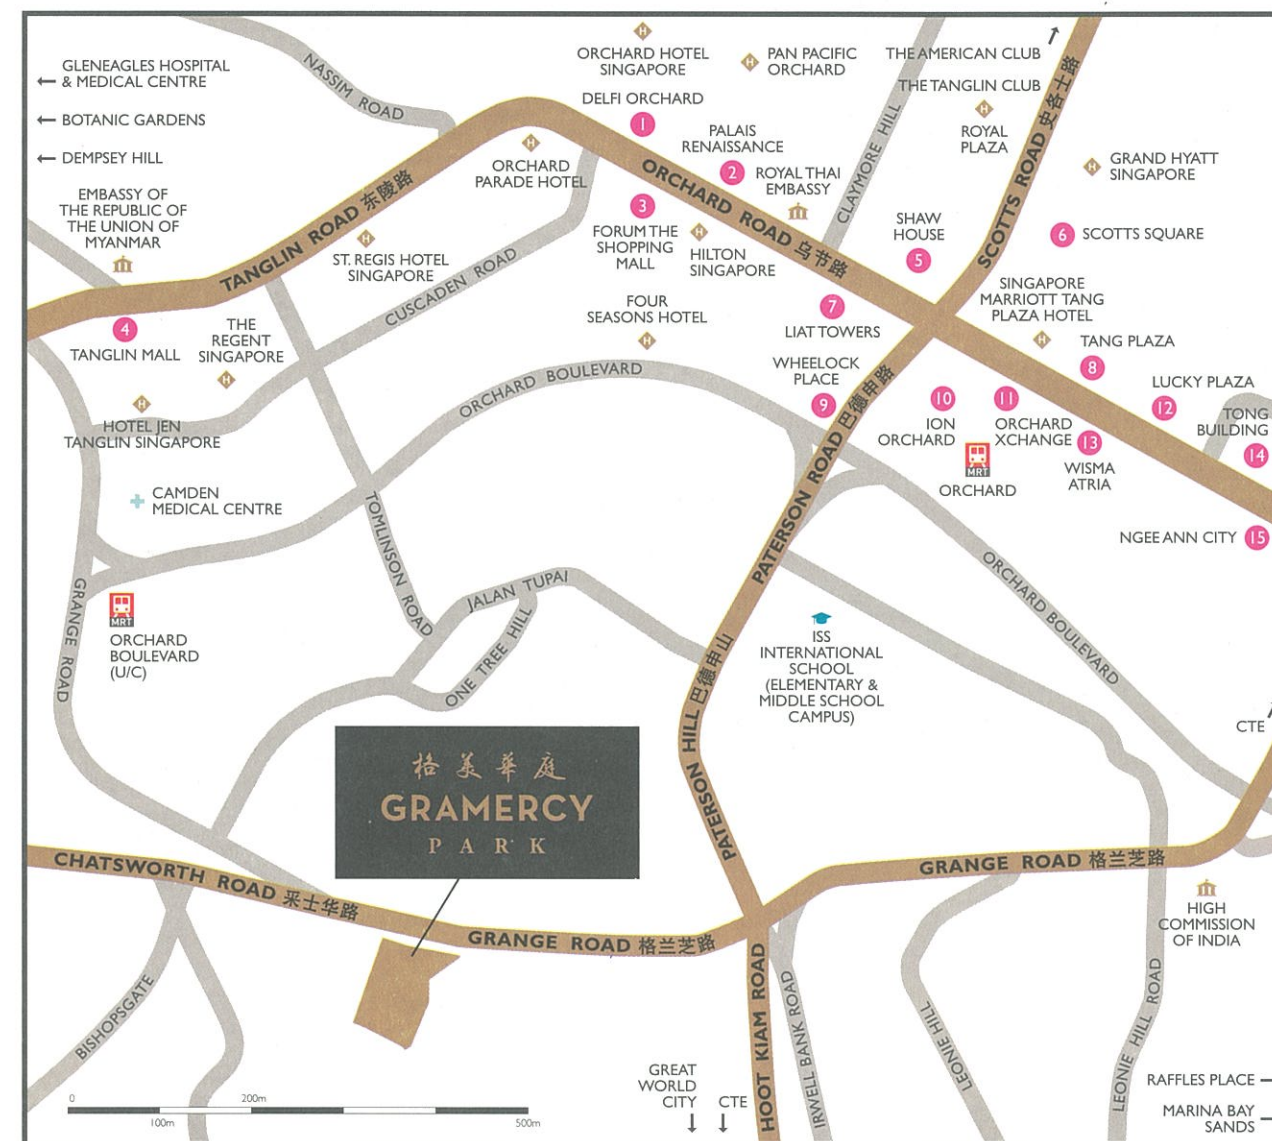 GLENEAGLES HOSPITAL
& MEDICAL CENTRE
BOTANIC GARDENS
DEMPSEY HILL
NASSIM ROAD
H
ORCHARD HOTEL
SINGAPORE
DELFI ORCHARD
1
H
PAN PACIFIC
ORCHARD
THE AMERICAN CLUB
THE TANGLIN CLUB
H
ROYAL
PLAZA
PALAIS
RENAISSANCE
2
ROYAL THAI
EMBASSY
CLAYMORE HILL
SCOTTS ROAD 史各士路
H
GRAND HYATT
SINGAPORE
H
ORCHARD
PARADE HOTEL
ORCHARD ROAD 乌节路
EMBASSY OF
THE REPUBLIC OF
THE UNION OF
MYANMAR
TANGLIN ROAD 东陵路
H
ST. REGIS HOTEL
SINGAPORE
3
FORUM THE
SHOPPING
MALL
H
HILTON
SINGAPORE
SHAW
HOUSE
5
6
SCOTTS SQUARE
CUSCADEN ROAD
SINGAPORE
MARRIOTT TANG
PLAZA HOTEL
H
4
TANGLIN MALL
THE
REGENT
SINGAPORE
H
FOUR
SEASONS HOTEL
H
7
LIAT TOWERS
TANG PLAZA
8
WHEELOCK
PLACE
9
LUCKY PLAZA
12
H
HOTEL JEN
TANGLIN SINGAPORE
ORCHARD BOULEVARD
10
ION
ORCHARD
11
ORCHARD
XCHANGE
13
WISMA
ATRIA
TONG
BUILDING
14
MRT
ORCHARD
PATERSON ROAD 巴德申路
CAMDEN
MEDICAL CENTRE
TOMLINSON ROAD
NGEE ANN CITY
15
GRANGE ROAD
MRT
ORCHARD
BOULEVARD
(U/C)
JALAN TUPAI
ONE TREE HILL
ISS
INTERNATIONAL
SCHOOL
(ELEMENTARY &
MIDDLE SCHOOL
CAMPUS)
ORCHARD BOULEVARD
CTE
PATERSON HILL 巴德申山
格美華庭
GRAMERCY
PARK
CHATSWORTH ROAD 采士华路
GRANGE ROAD 格兰芝路
GRANGE ROAD 格兰芝路
HIGH
COMMISSION
OF INDIA
BISHOPSGATE
HOOT KIAM ROAD
IRWELL BANK ROAD
LEONIE HILL
LEONIE HILL ROAD
GREAT
WORLD
CITY
CTE
RAFFLES PLACE
MARINA BAY
SANDS
0
200m
100m
500m